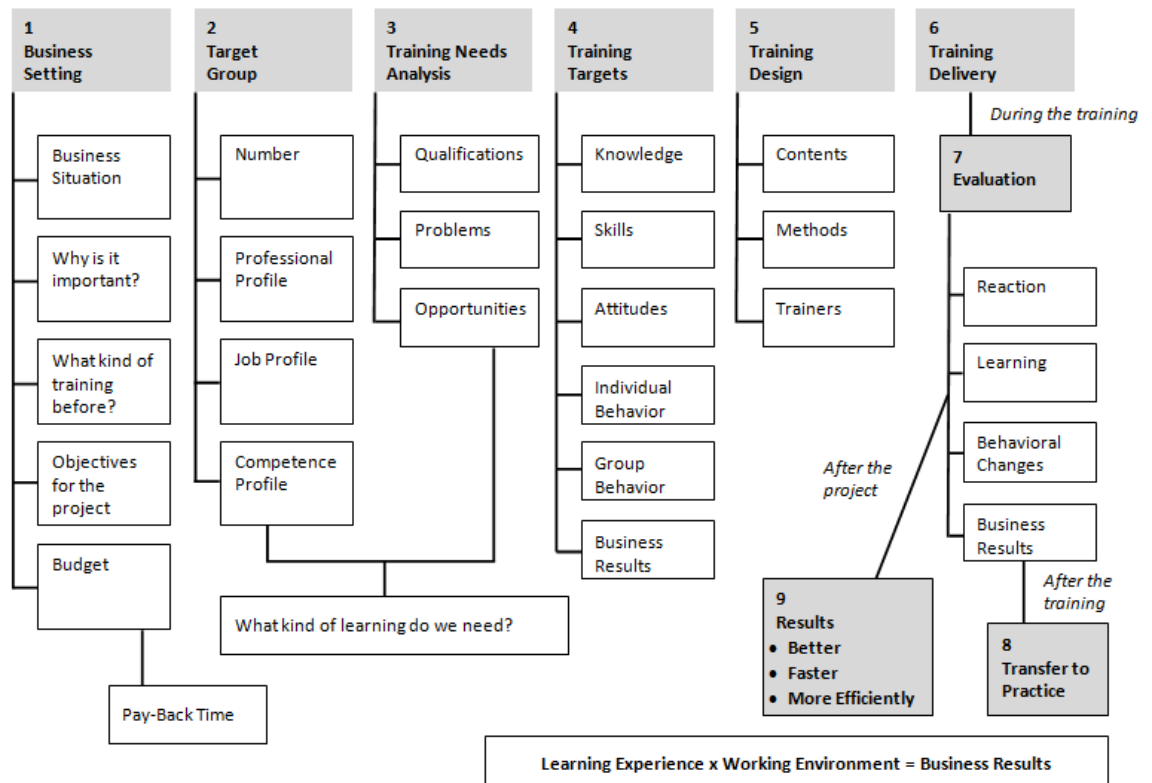 1
Business
Setting
2
Target
Group
3
Training Needs
Analysis
4
Training
Targets
5
Training
Design
6
Training
Delivery
During the training
Business
Situation
Why is it
important?
What kind of
training
before?
Objectives
for the
project
Budget
Pay-Back Time
Number
Professional
Profile
Job Profile
Competence
Profile
Qualifications
Problems
Opportunities
What kind of learning do we need?
Knowledge
Skills
Attitudes
Individual
Behavior
Group
Behavior
Business
Results
Contents
Methods
Trainers
7
Evaluation
Reaction
Learning
Behavioral
Changes
Business
Results
After the
project
After the
training
9
Results
• Better
• Faster
• More Efficiently
8
Transfer to
Practice
Learning Experience x Working Environment = Business Results